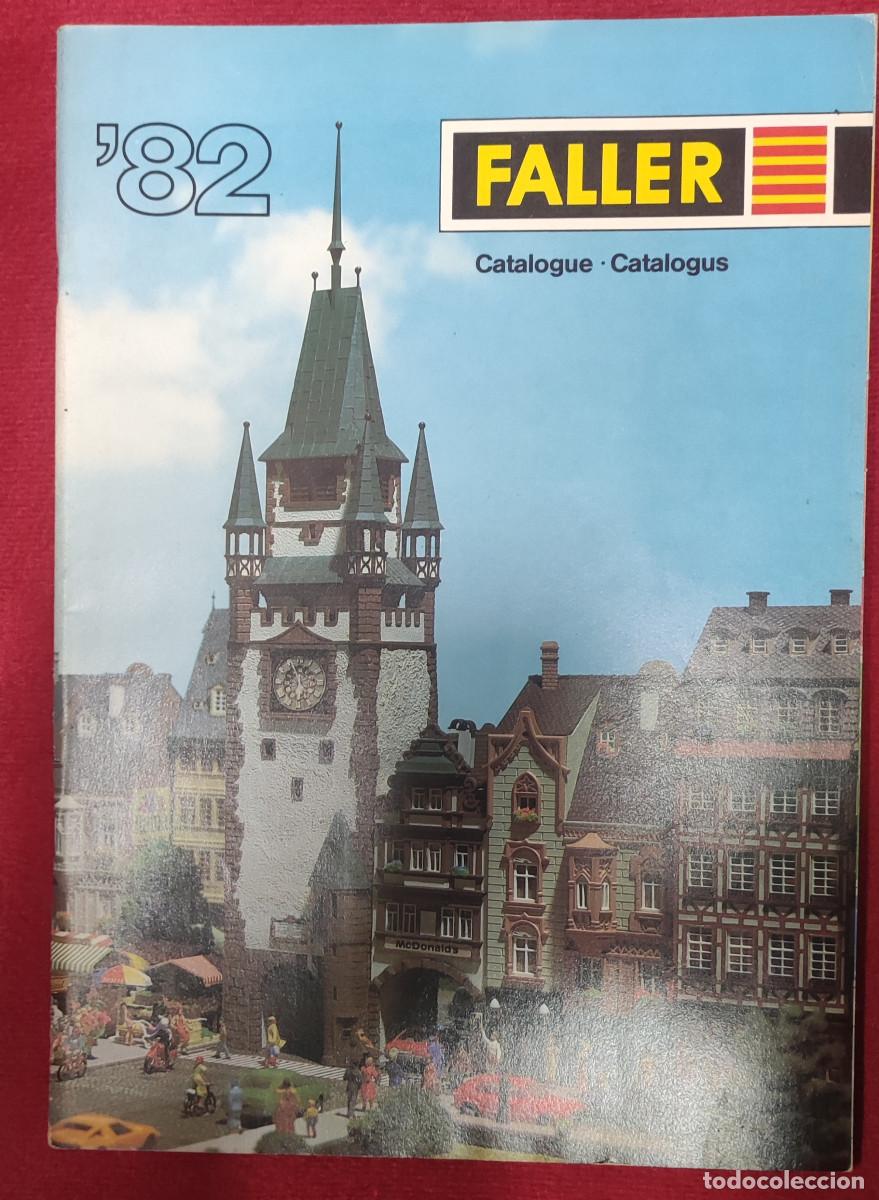 '82
FALLER
Catalogue · Catalogus
McDonald's
todocoleccion